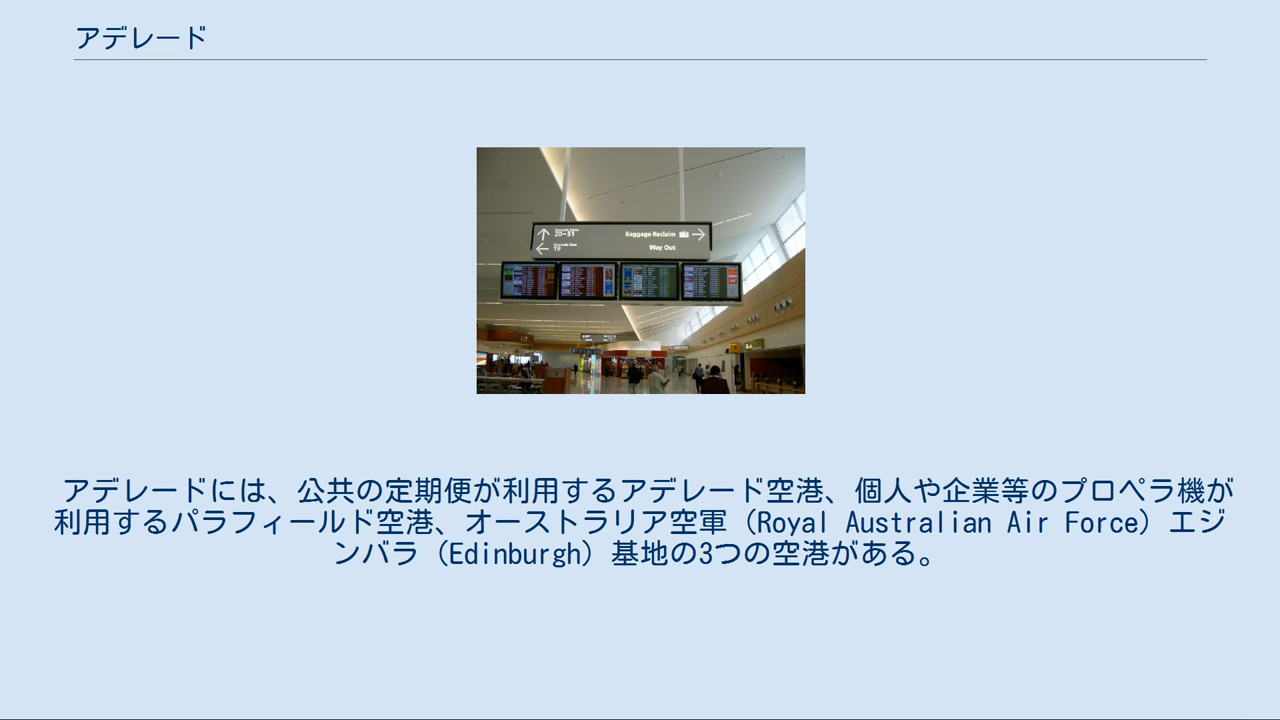 アデレード
20-31
19
Baggage Reclaim
Way Out
アデレードには、公共の定期便が利用するアデレード空港、個人や企業等のプロペラ機が
利用するパラフィールド空港、オーストラリア空軍（Royal Australian Air Force）エジ
ンバラ（Edinburgh）基地の3つの空港がある。